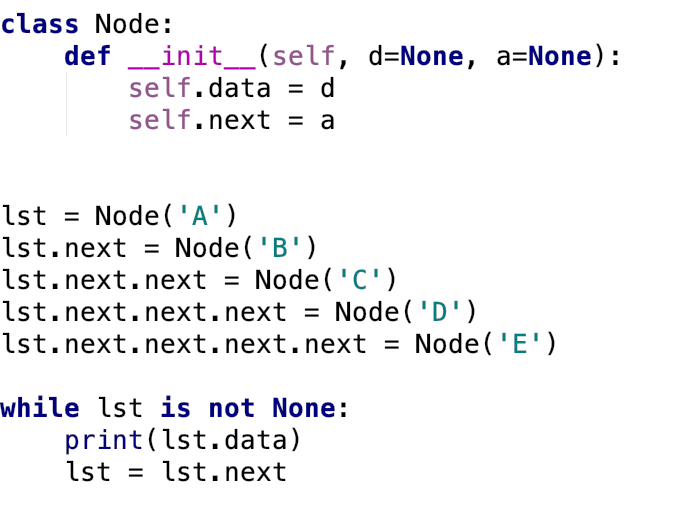 class Node:
    def __init__(self, d=None, a=None):
        self.data = d
        self.next = a
lst = Node('A')
lst.next = Node('B')
lst.next.next = Node('C')
lst.next.next.next = Node('D')
lst.next.next.next.next = Node('E')
while lst is not None:
    print(lst.data)
    lst = lst.next